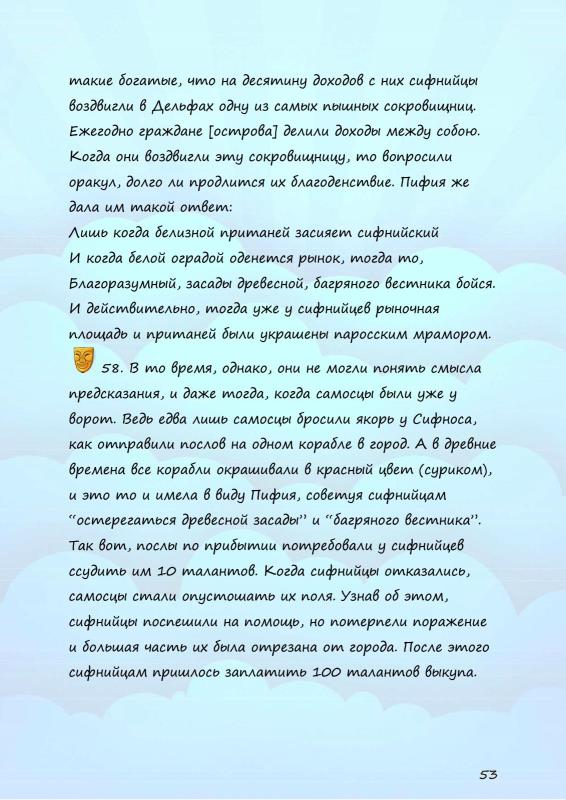 такие богатые, что на десятину доходов с них сифнийцы
воздвигли в Дельфах одну из самых пышных сокровищниц.
Ежегодно граждане [острова] делили доходы между собою.
Когда они воздвигли эту сокровищницу, то вопросили
оракул, долго ли продлится их благоденствие. Пифия же
дала им такой ответ:
Лишь когда белизной пританей засияет сифнийский
И когда белой оградой оденется рынок, тогда то,
Благоразумный, засады древесной, багряного вестника бойся.
И действительно, тогда уже у сифнийцев рыночная
площадь и пританей были украшены паросским мрамором.
58. В то время, однако, они не могли понять смысла
предсказания, и даже тогда, когда самосцы были уже у
ворот. Ведь едва лишь самосцы бросили якорь у Сифноса,
как отправили послов на одном корабле в город. А в древние
времена все корабли окрашивали в красный цвет (суриком),
и это то и имела в виду Пифия, советуя сифнийцам
“остерегаться древесной засады” и “багряного вестника”.
Так вот, послы по прибытии потребовали у сифнийцев
ссудить им 10 талантов. Когда сифнийцы отказались,
самосцы стали опустошать их поля. Узнав об этом,
сифнийцы поспешили на помощь, но потерпели поражение
и большая часть их была отрезана от города. После этого
сифнийцам пришлось заплатить 100 талантов выкупа.
53